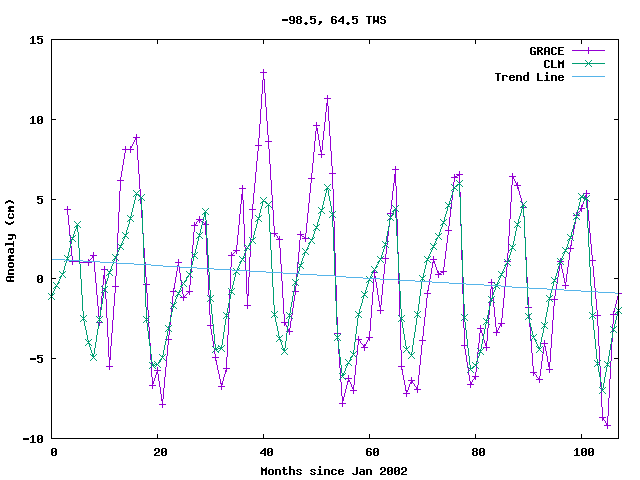 -98.5, 64.5 TWS
GRACE
CLM
Trend Line
15
10
5
0
-5
-10
Anomaly (cm)
0 20 40 60 80 100
Months since Jan 2002